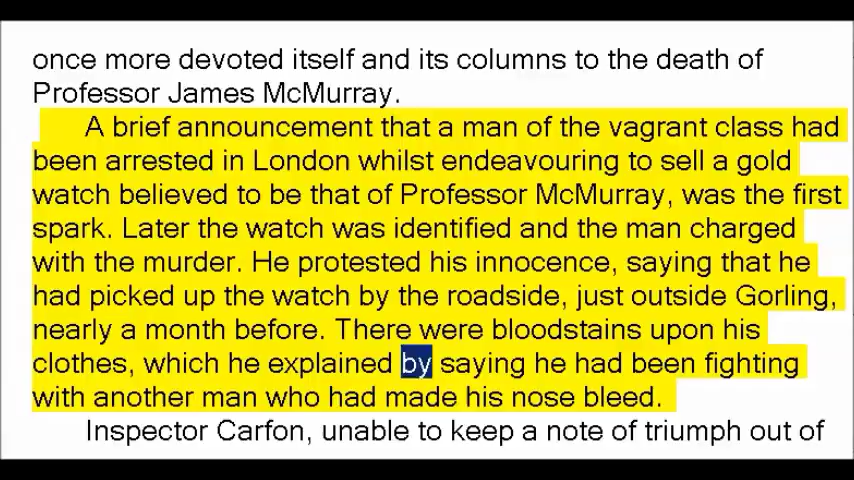 once more devoted itself and its columns to the death of
Professor James McMurray.
A brief announcement that a man of the vagrant class had
been arrested in London whilst endeavouring to sell a gold
watch believed to be that of Professor McMurray, was the first
spark. Later the watch was identified and the man charged
with the murder. He protested his innocence, saying that he
had picked up the watch by the roadside, just outside Gorling,
nearly a month before. There were bloodstains upon his
clothes, which he explained by saying he had been fighting
with another man who had made his nose bleed.
Inspector Carfon, unable to keep a note of triumph out of